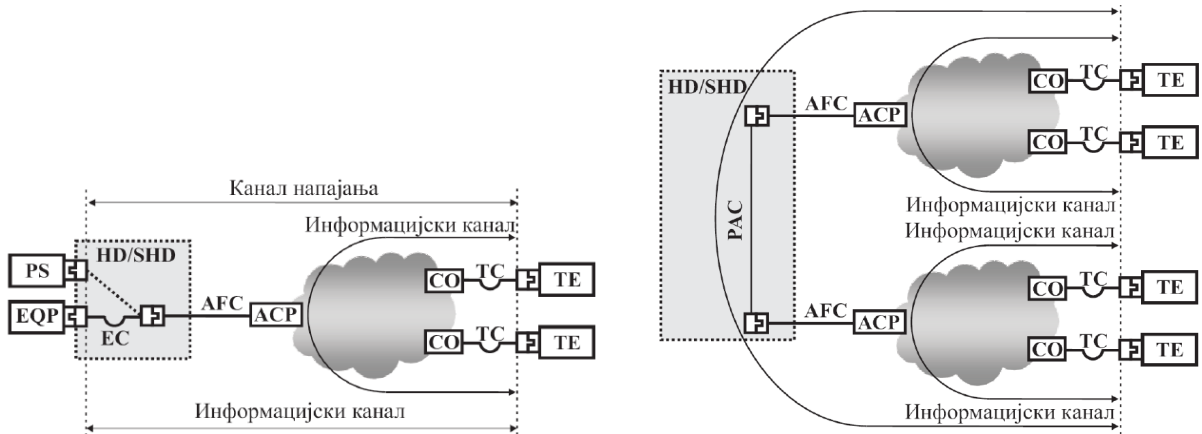 Канал напајања
Информацијски канал
HD/SHD
PS
EQP
EC
AFC
ACP
CO
TC
TE
CO
TC
TE
Информацијски канал
HD/SHD
PAC
AFC
ACP
CO
TC
TE
CO
TC
TE
Информацијски канал
Информацијски канал
AFC
ACP
CO
TC
TE
CO
TC
TE
Информацијски канал